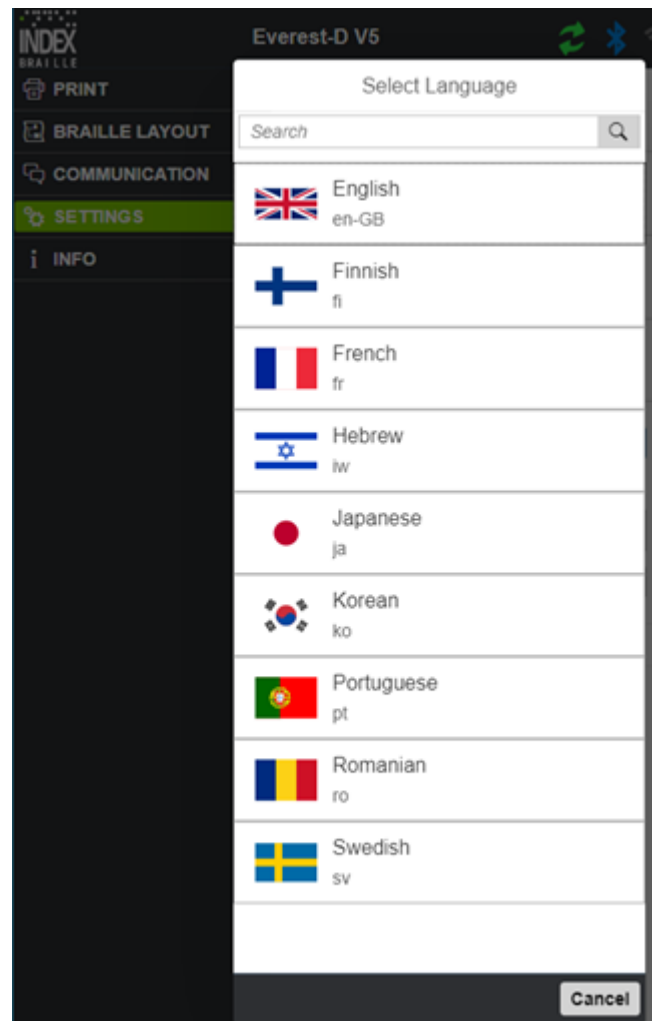 INDEX
BRAILLE
Everest-D V5
PRINT
BRAILLE LAYOUT
COMMUNICATION
SETTINGS
INFO
Select Language
Search
English
en-GB
Finnish
fi
French
fr
Hebrew
iw
Japanese
ja
Korean
ko
Portuguese
pt
Romanian
ro
Swedish
sv
Cancel